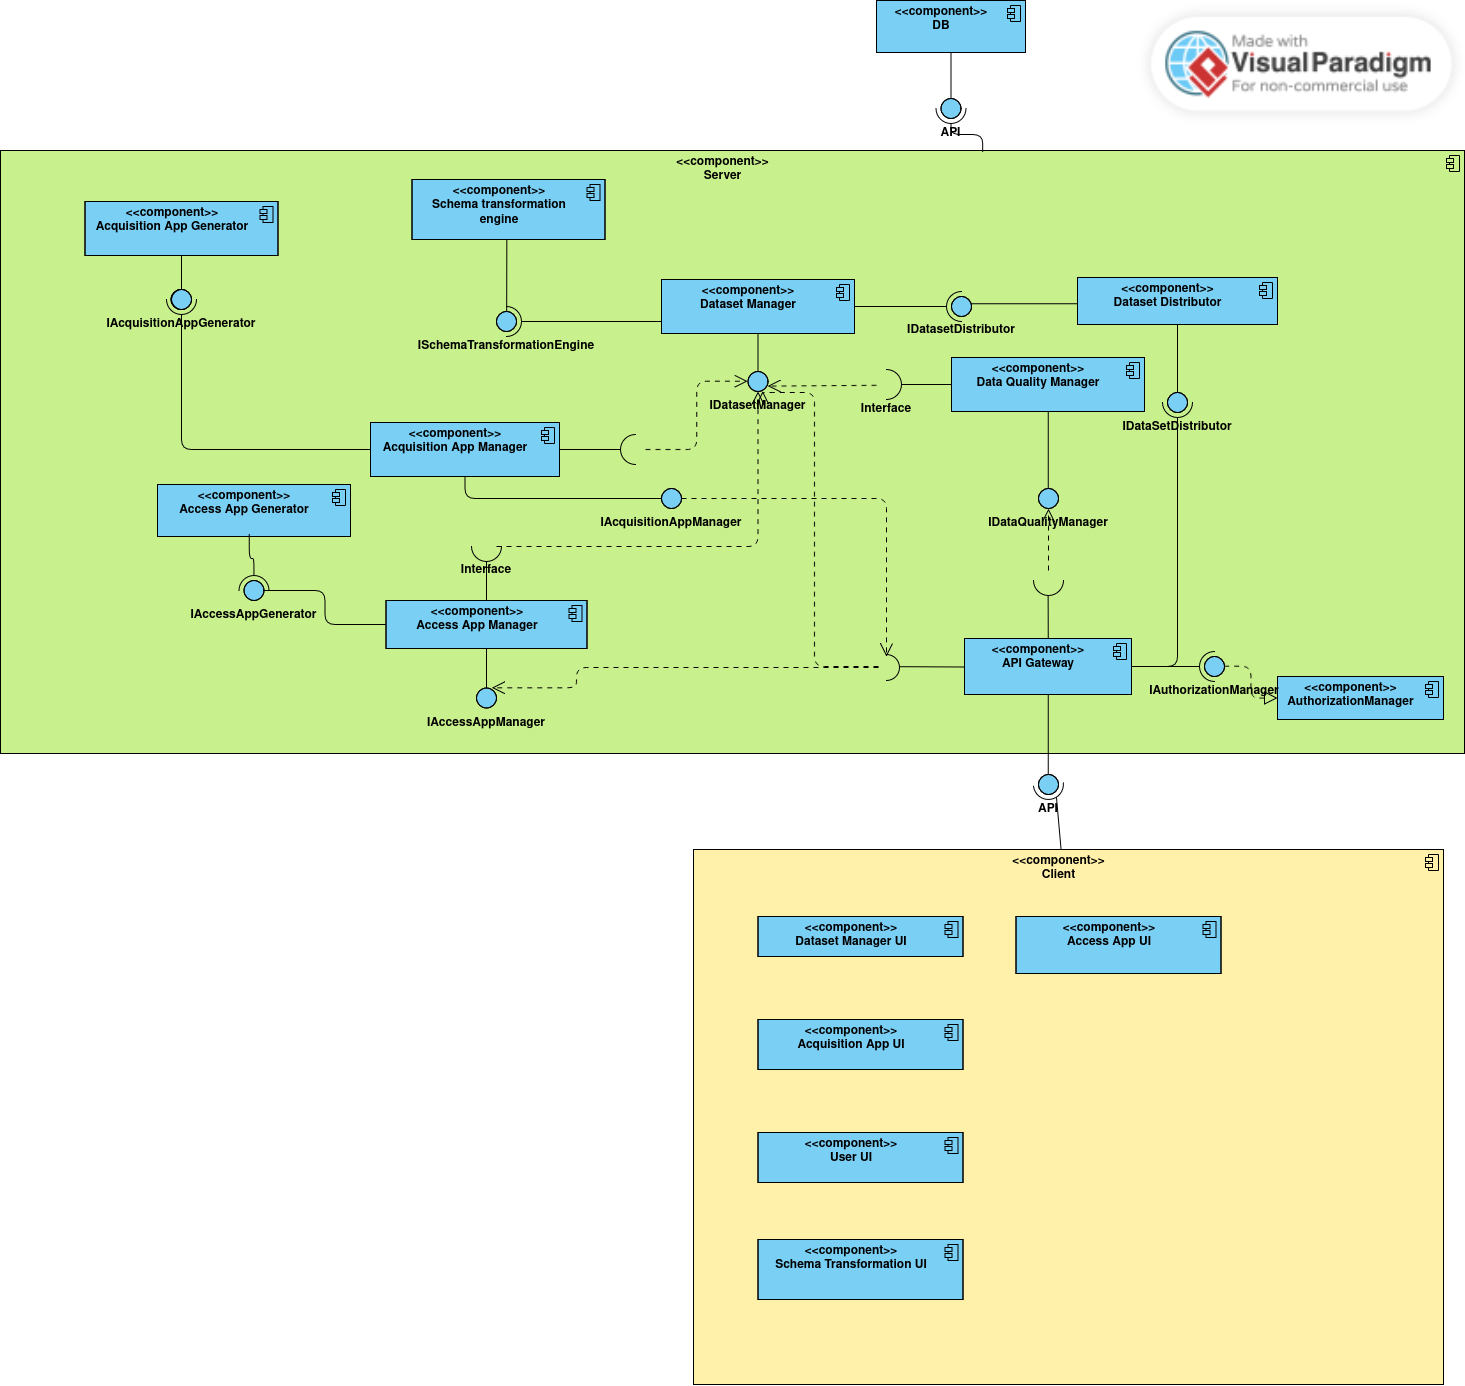 <<component>>
DB
Made with
Visual Paradigm
For non-commercial use
API
<<component>>
Server
<<component>>
Acquisition App Generator
<<component>>
Schema transformation
engine
<<component>>
Dataset Manager
<<component>>
Dataset Distributor
IAcquisitionAppGenerator
ISchemaTransformationEngine
IDatasetDistributor
<<component>>
Data Quality Manager
IDatasetManager
Interface
IDataSetDistributor
<<component>>
Acquisition App Manager
<<component>>
Access App Generator
IAcquisitionAppManager
IDataQualityManager
Interface
IAccessAppGenerator
<<component>>
Access App Manager
<<component>>
API Gateway
IAuthorizationManager
<<component>>
AuthorizationManager
IAccessAppManager
API
<<component>>
Client
<<component>>
Dataset Manager UI
<<component>>
Access App UI
<<component>>
Acquisition App UI
<<component>>
User UI
<<component>>
Schema Transformation UI